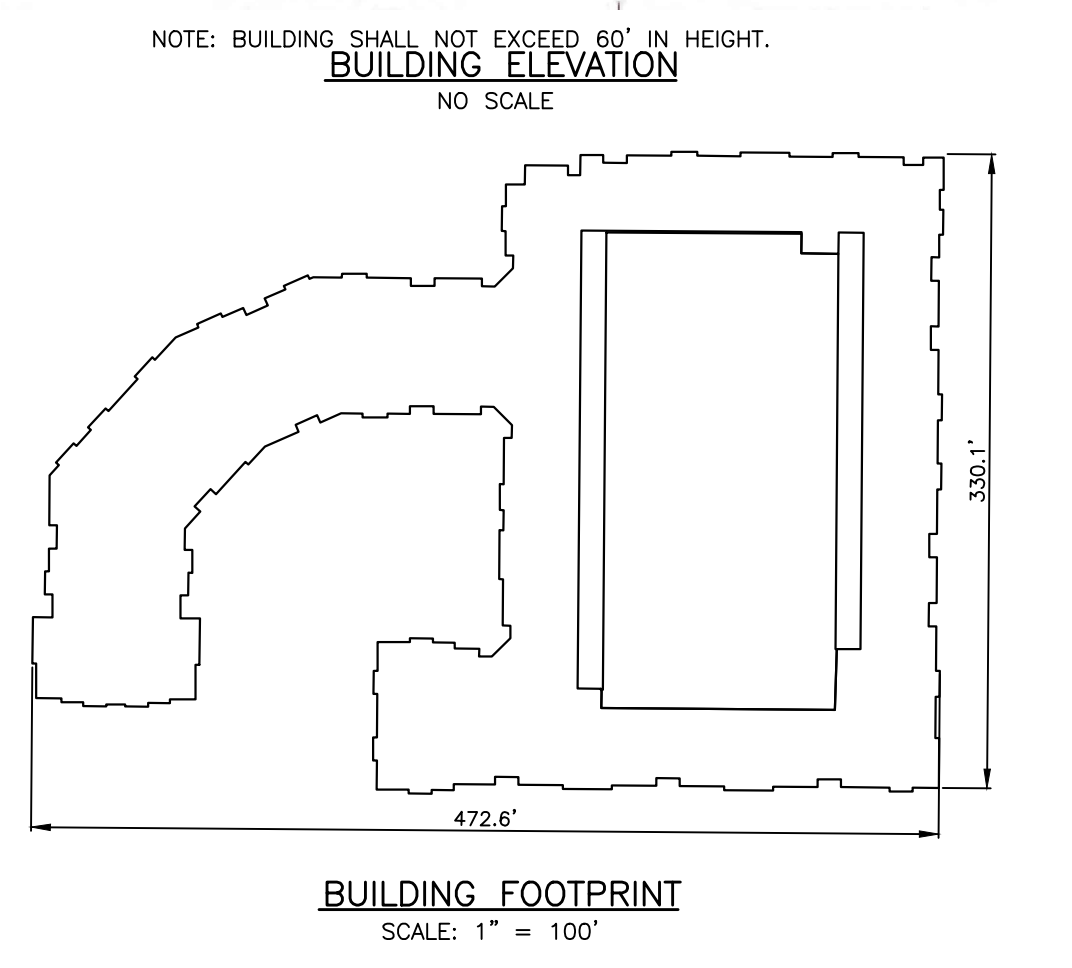 NOTE: BUILDING SHALL NOT EXCEED 60' IN HEIGHT.
BUILDING ELEVATION
NO SCALE
330.1'
472.6'
BUILDING FOOTPRINT
SCALE: 1" = 100'